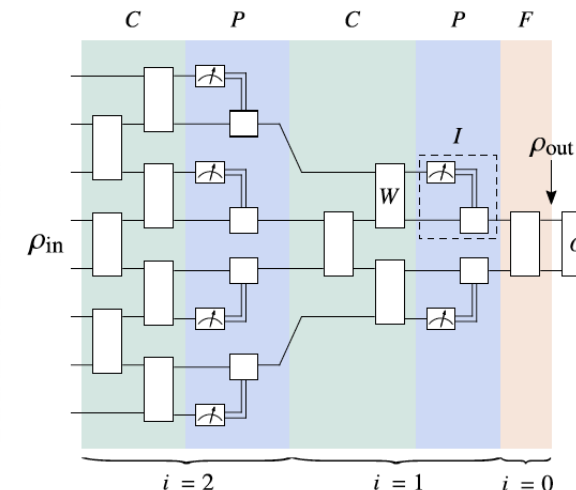 C P C P F
I
ρout
W
ρin
i = 2 i = 1 i = 0